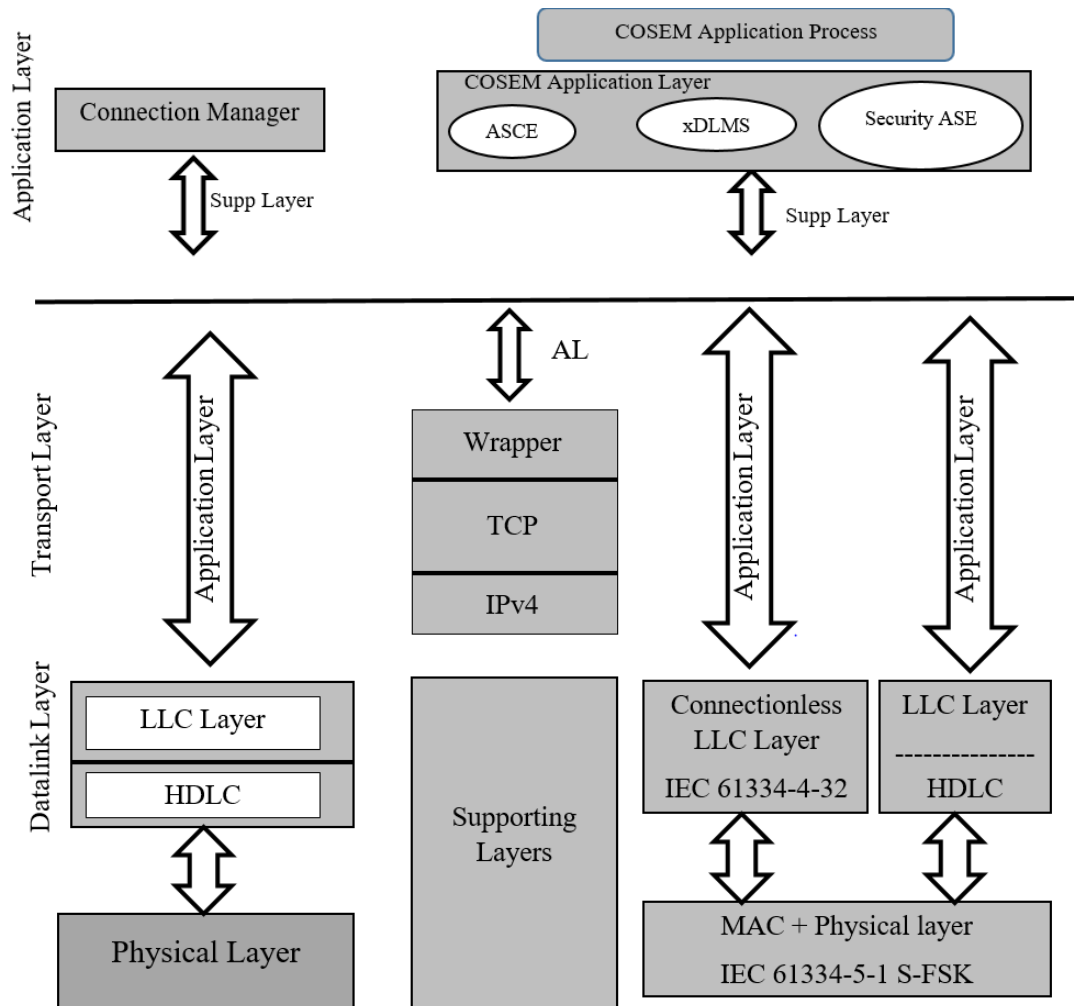 COSEM Application Process
COSEM Application Layer
Application Layer
Connection Manager
ASCE
xDLMS
Security ASE
Supp Layer
Supp Layer
AL
Transport Layer
Application Layer
Wrapper
TCP
IPv4
Application Layer
Application Layer
Datalink Layer
LLC Layer
HDLC
Supporting
Layers
Connectionless
LLC Layer
IEC 61334-4-32
LLC Layer
---------------
HDLC
Physical Layer
MAC + Physical layer
IEC 61334-5-1 S-FSK